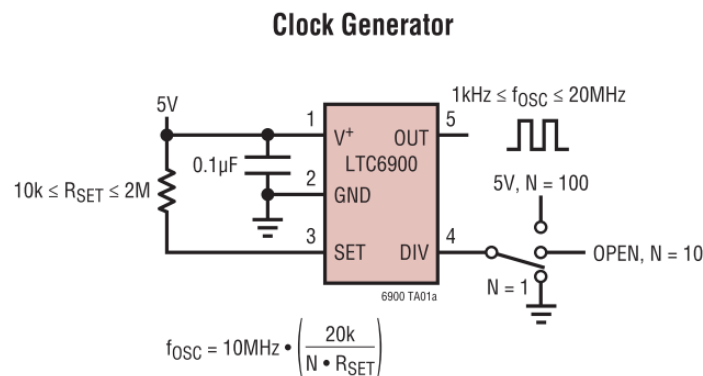 Clock Generator
5V
1kHz ≤ fOSC ≤ 20MHz
1
V+
OUT
5
0.1µF
LTC6900
10k ≤ RSET ≤ 2M
2
GND
5V, N = 100
3
SET
DIV
4
OPEN, N = 10
N = 1
6900 TA01a
fOSC = 10MHz • (20k / N • RSET)